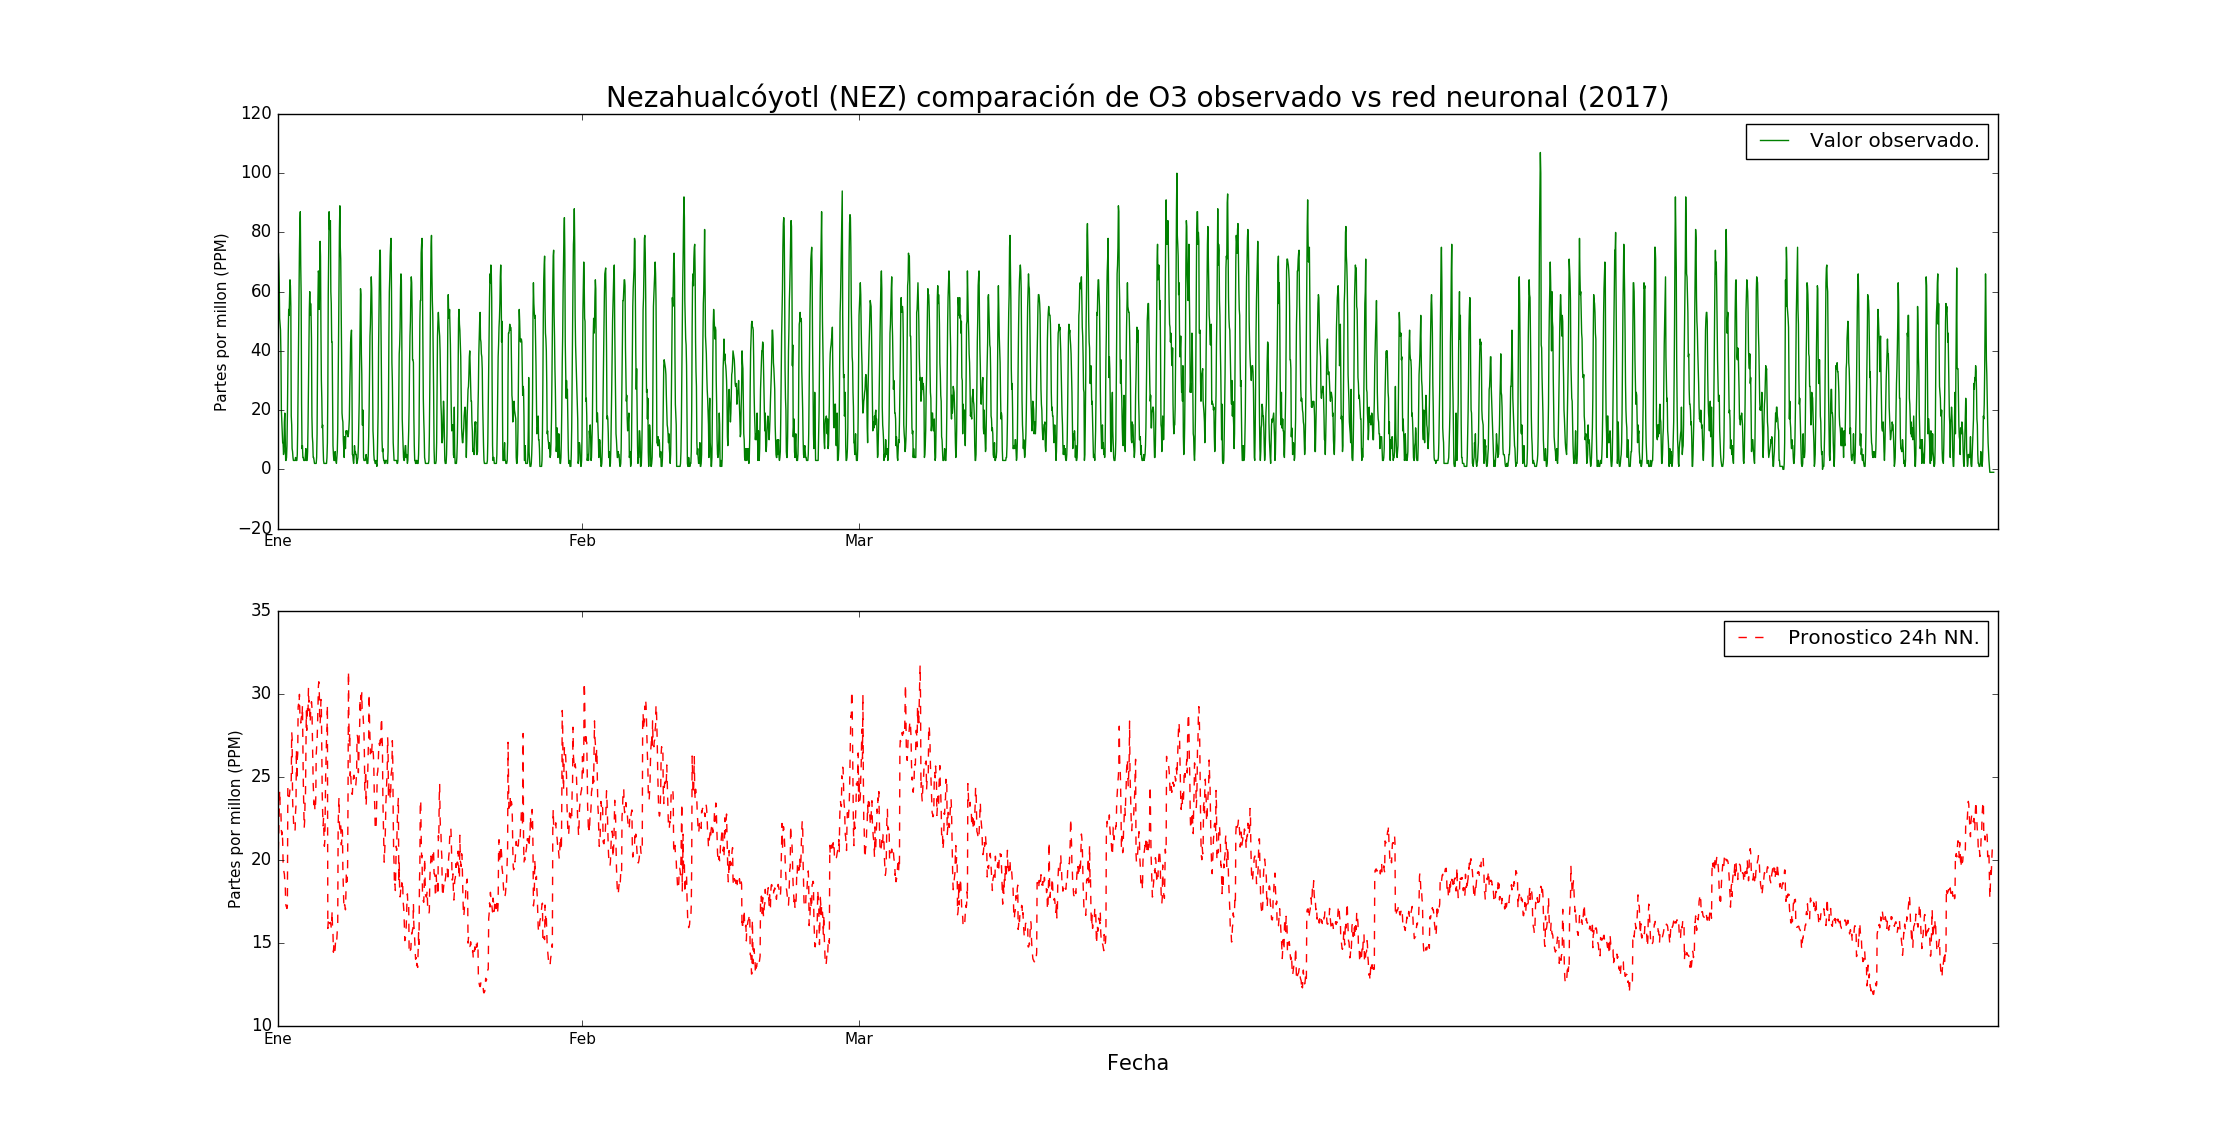 Nezahualcóyotl (NEZ) comparación de O3 observado vs red neuronal (2017)
120
100
80
60
40
20
0
−20
Partes por millon (PPM)
Valor observado.
Ene Feb Mar
35
30
25
20
15
10
Partes por millon (PPM)
Pronostico 24h NN.
Ene Feb Mar
Fecha